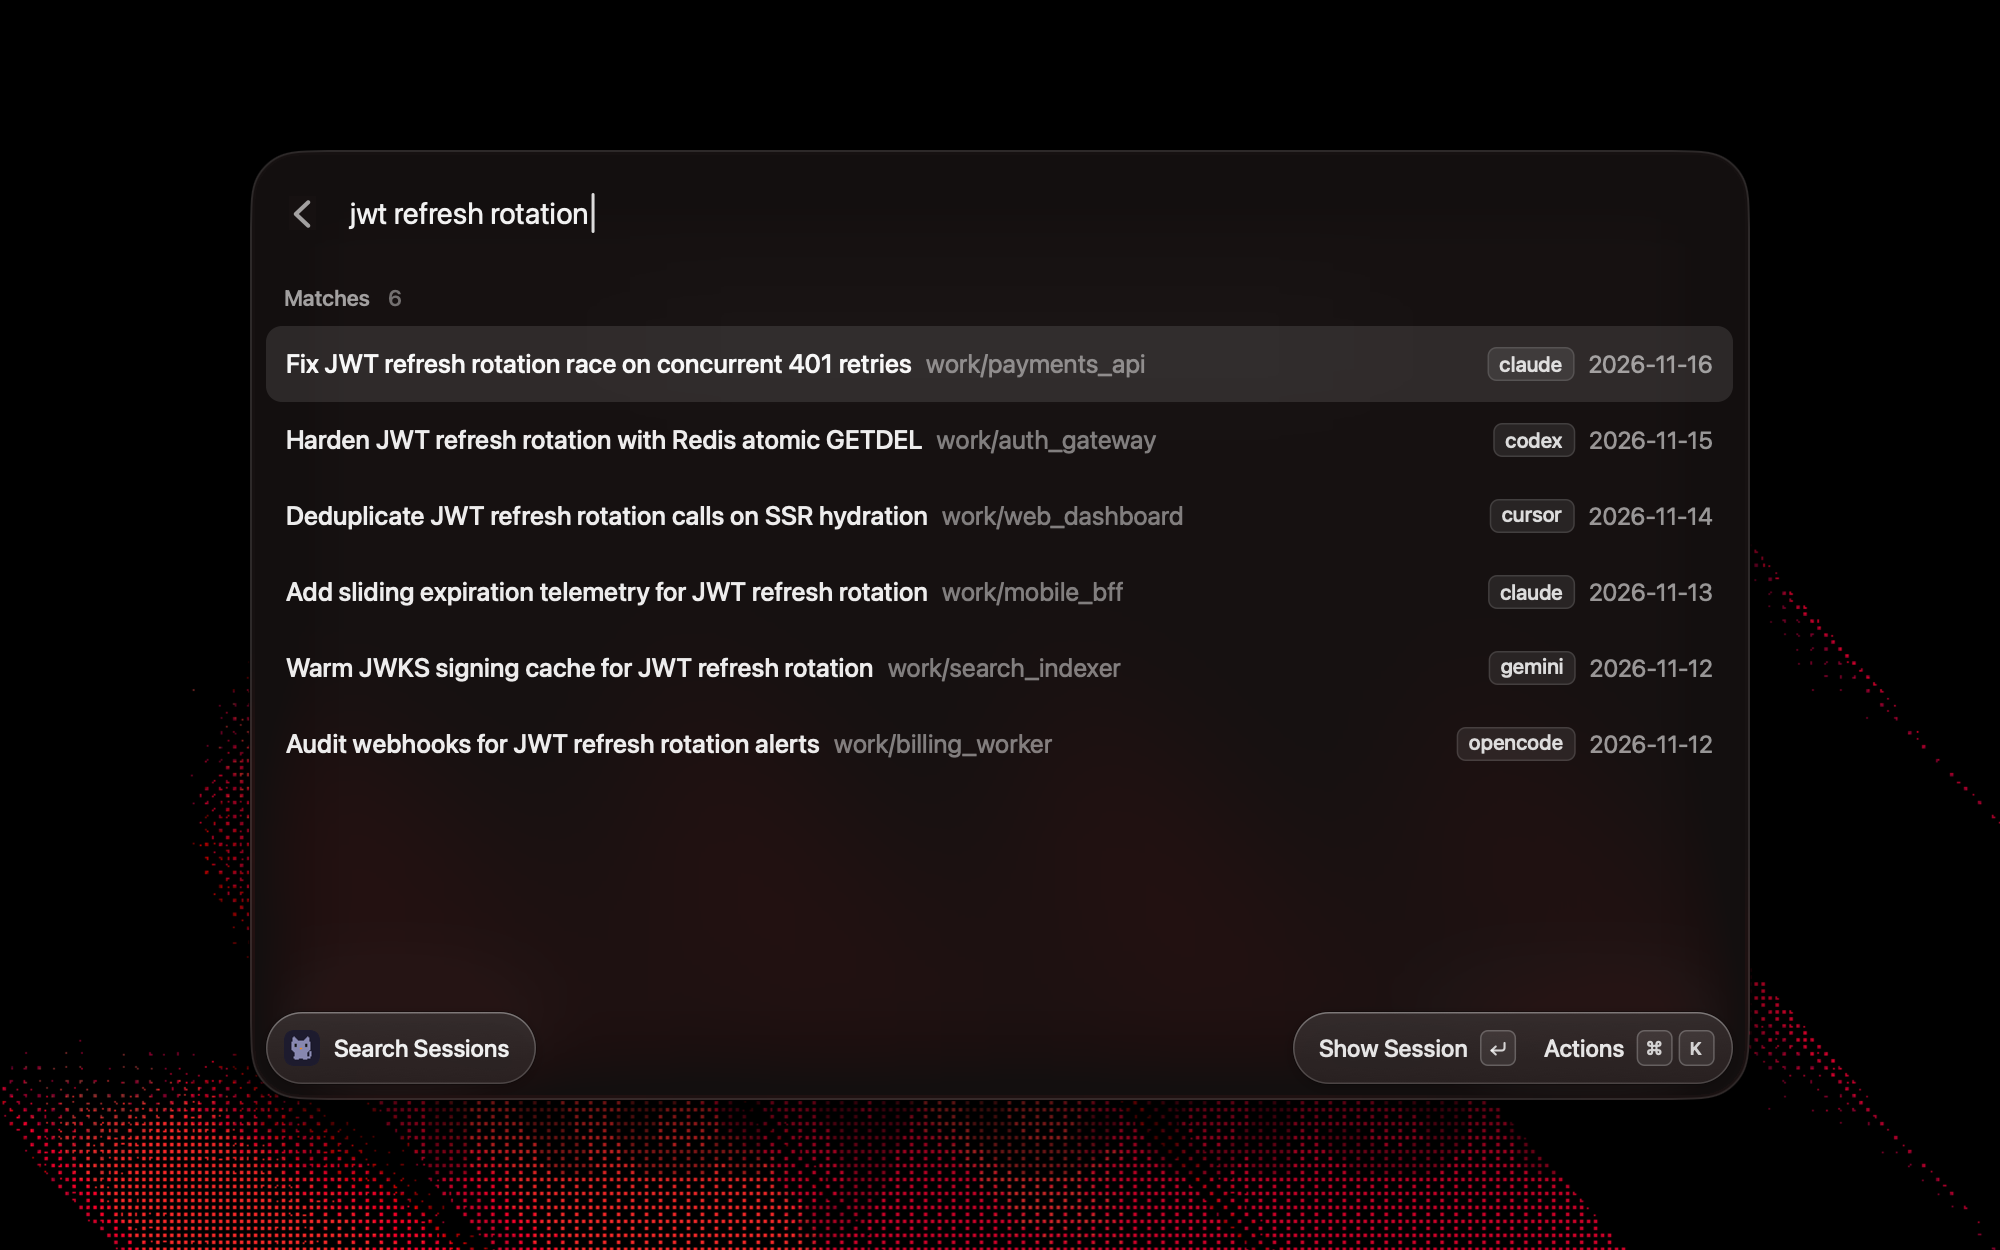 jwt refresh rotation
Matches 6
Fix JWT refresh rotation race on concurrent 401 retries work/payments_api claude 2026-11-16
Harden JWT refresh rotation with Redis atomic GETDEL work/auth_gateway codex 2026-11-15
Deduplicate JWT refresh rotation calls on SSR hydration work/web_dashboard cursor 2026-11-14
Add sliding expiration telemetry for JWT refresh rotation work/mobile_bff claude 2026-11-13
Warm JWKS signing cache for JWT refresh rotation work/search_indexer gemini 2026-11-12
Audit webhooks for JWT refresh rotation alerts work/billing_worker opencode 2026-11-12
Search Sessions Show Session ↵ Actions ⌘ K